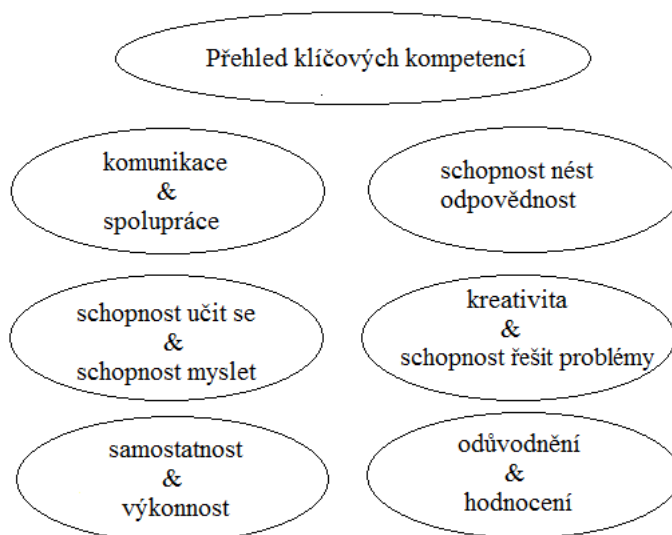 Přehled klíčových kompetencí
komunikace
&
spolupráce
schopnost nést
odpovědnost
schopnost učit se
&
schopnost myslet
kreativita
&
schopnost řešit problémy
samostatnost
&
výkonnost
odůvodnění
&
hodnocení